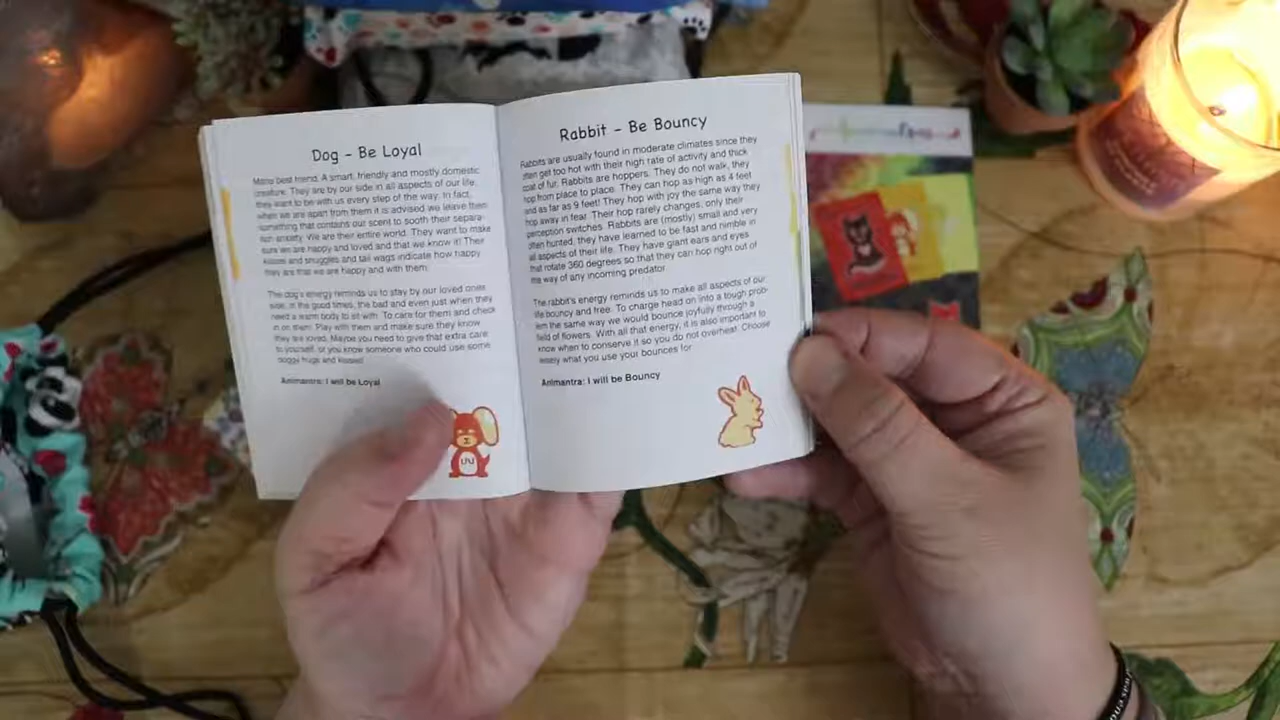 Dog - Be Loyal
Mans best friend. A smart, friendly and mostly domestic
creature. They are by our side in all aspects of our life,
they want to be with us every step of the way. In fact,
when we are apart from them it is advised we leave them
something that contains our scent to sooth their separa-
tion anxiety. We are their entire world. They want to make
sure we are happy and loved and that we know it! Their
kisses and snuggles and tail wags indicate how happy
they are that we are happy and with them.
The dog's energy reminds us to stay by our loved ones
side, in the good times, the bad and even just when they
need a warm body to sit with. To care for them and check
in on them. Play with them and make sure they know
they are loved. Maybe you need to give that extra care
to yourself, or you know someone who could use some
doggy hugs and kisses!
Animantra: I will be Loyal
Rabbit - Be Bouncy
Rabbits are usually found in moderate climates since they
often get too hot with their high rate of activity and thick
coat of fur. Rabbits are hoppers. They do not walk, they
hop from place to place. They can hop as high as 4 feet
and as far as 9 feet! They hop with joy the same way they
hop away in fear. Their hop rarely changes, only their
perception switches. Rabbits are (mostly) small and very
often hunted, they have learned to be fast and nimble in
all aspects of their life. They have giant ears and eyes
that rotate 360 degrees so that they can hop right out of
the way of any incoming predator.
The rabbit's energy reminds us to make all aspects of our
life bouncy and free. To charge head on into a tough prob-
lem the same way we would bounce joyfully through a
field of flowers. With all that energy, it is also important to
know when to conserve it so you do not overheat. Choose
wisely what you use your bounces for.
Animantra: I will be Bouncy